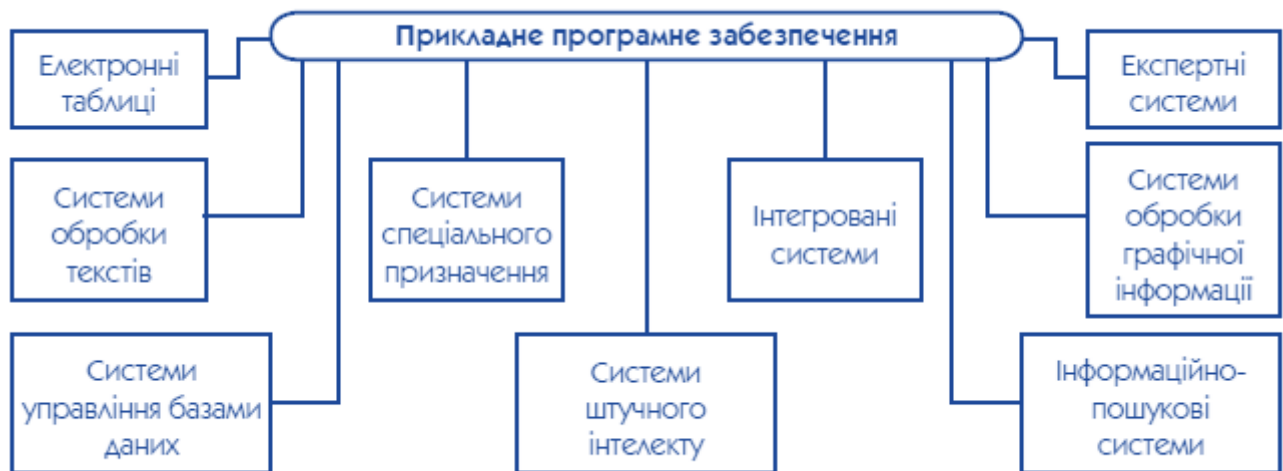 Прикладне програмне забезпечення
Електронні
таблиці
Експертні
системи
Системи
обробки
текстів
Системи
спеціального
призначення
Інтегровані
системи
Системи
обробки
графічної
інформації
Системи
управління базами
даних
Системи
штучного
інтелекту
Інформаційно-
пошукові
системи